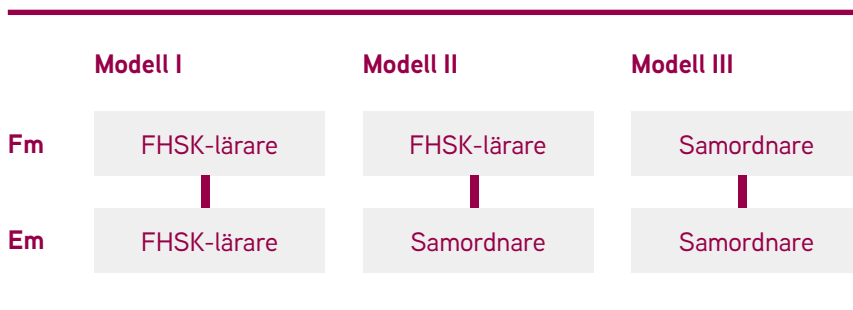 Modell I Modell II Modell III
Fm FHSK-lärare FHSK-lärare Samordnare
Em FHSK-lärare Samordnare Samordnare